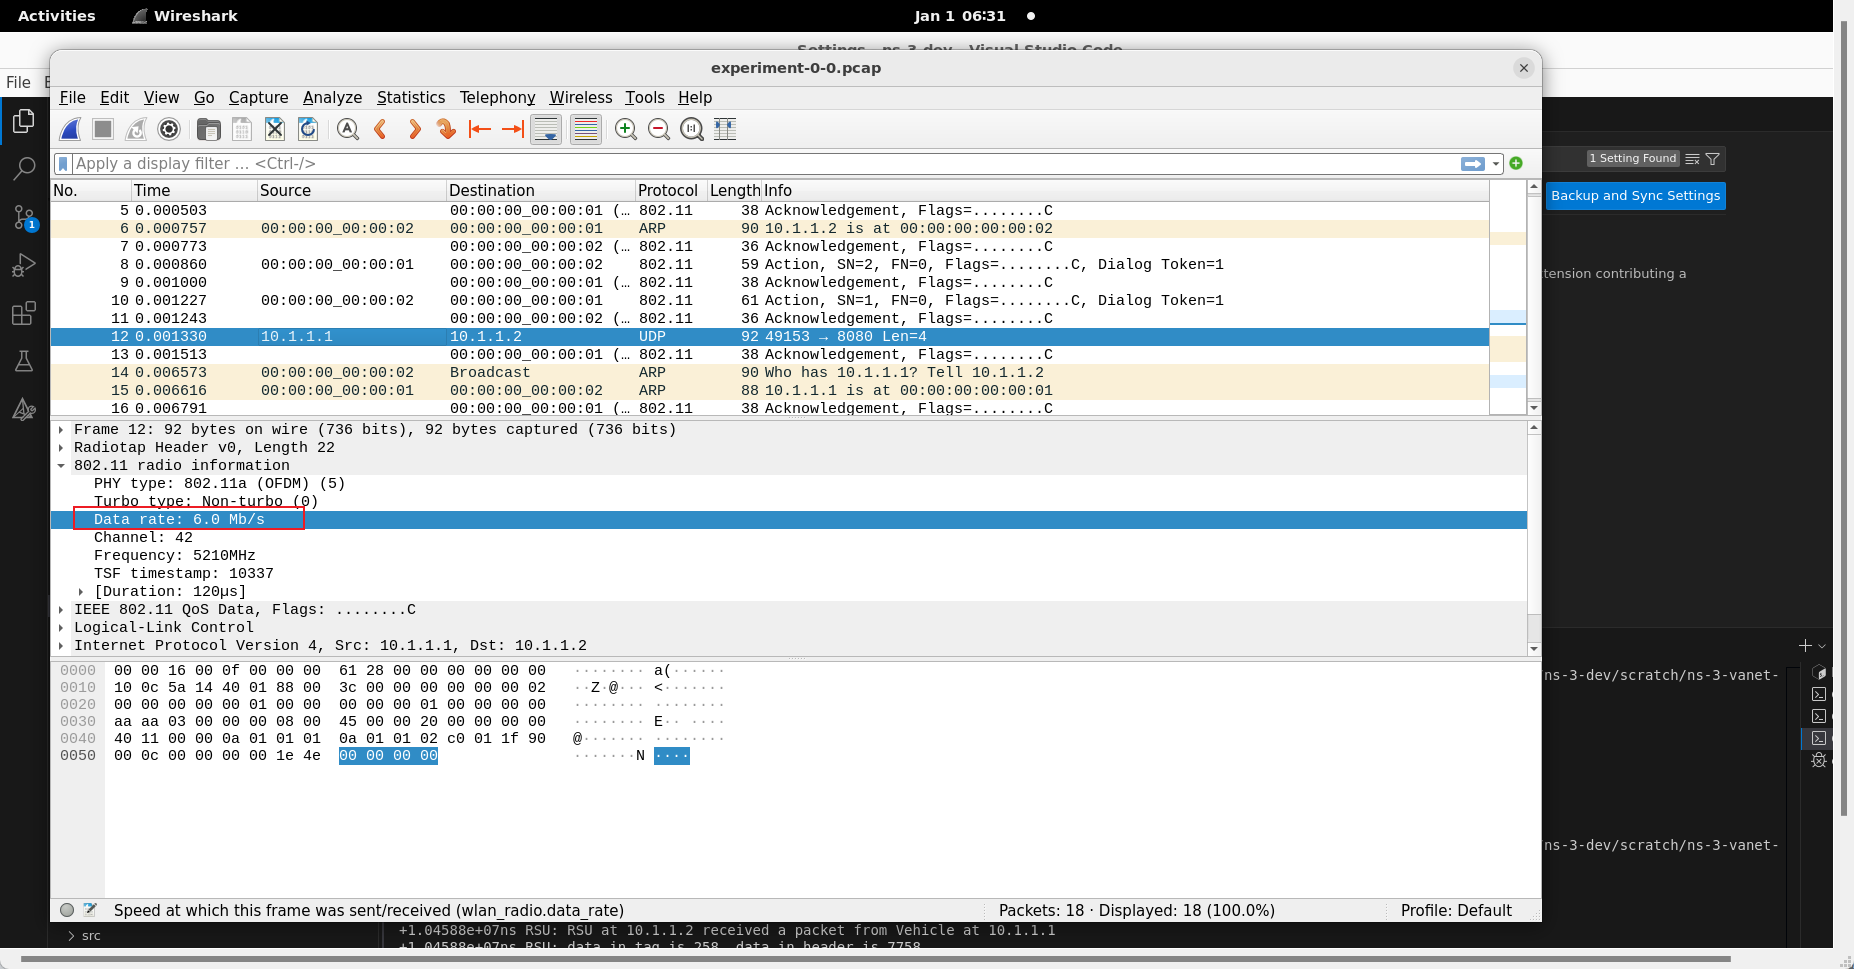 Activities Wireshark Jan 1 06:31
Settings - ns-3-dev - Visual Studio Code
experiment-0-0.pcap
File
File Edit View Go Capture Analyze Statistics Telephony Wireless Tools Help
Apply a display filter … <Ctrl-/>
1 Setting Found
Backup and Sync Settings
No. Time Source Destination Protocol Length Info
5 0.000503 00:00:00_00:00:01 (… 802.11 38 Acknowledgement, Flags=........C
6 0.000757 00:00:00_00:00:02 00:00:00_00:00:01 ARP 90 10.1.1.2 is at 00:00:00:00:00:02
7 0.000773 00:00:00_00:00:02 (… 802.11 36 Acknowledgement, Flags=........C
8 0.000860 00:00:00_00:00:01 00:00:00_00:00:02 802.11 59 Action, SN=2, FN=0, Flags=........C, Dialog Token=1
9 0.001000 00:00:00_00:00:01 (… 802.11 38 Acknowledgement, Flags=........C
10 0.001227 00:00:00_00:00:02 00:00:00_00:00:01 802.11 61 Action, SN=1, FN=0, Flags=........C, Dialog Token=1
11 0.001243 00:00:00_00:00:02 (… 802.11 36 Acknowledgement, Flags=........C
12 0.001330 10.1.1.1 10.1.1.2 UDP 92 49153 → 8080 Len=4
13 0.001513 00:00:00_00:00:01 (… 802.11 38 Acknowledgement, Flags=........C
14 0.006573 00:00:00_00:00:02 Broadcast ARP 90 Who has 10.1.1.1? Tell 10.1.1.2
15 0.006616 00:00:00_00:00:01 00:00:00_00:00:02 ARP 88 10.1.1.1 is at 00:00:00:00:00:01
16 0.006791 00:00:00_00:00:01 (… 802.11 38 Acknowledgement, Flags=........C
1
tension contributing a
Frame 12: 92 bytes on wire (736 bits), 92 bytes captured (736 bits)
Radiotap Header v0, Length 22
802.11 radio information
PHY type: 802.11a (OFDM) (5)
Turbo type: Non-turbo (0)
Data rate: 6.0 Mb/s
Channel: 42
Frequency: 5210MHz
TSF timestamp: 10337
[Duration: 120µs]
IEEE 802.11 QoS Data, Flags: ........C
Logical-Link Control
Internet Protocol Version 4, Src: 10.1.1.1, Dst: 10.1.1.2
0000 00 00 16 00 0f 00 00 00 61 28 00 00 00 00 00 00 ········ a(······
0010 10 0c 5a 14 40 01 88 00 3c 00 00 00 00 00 00 02 ··Z·@··· <·······
0020 00 00 00 00 00 01 00 00 00 00 00 01 00 00 00 00 ········ ········
0030 aa aa 03 00 00 00 08 00 45 00 00 20 00 00 00 00 ········ E·· ····
0040 40 11 00 00 0a 01 01 01 0a 01 01 02 c0 01 1f 90 @······· ········
0050 00 0c 00 00 00 00 1e 4e 00 00 00 00 ·······N ····
ns-3-dev/scratch/ns-3-vanet-
ns-3-dev/scratch/ns-3-vanet-
Speed at which this frame was sent/received (wlan_radio.data_rate) Packets: 18 · Displayed: 18 (100.0%) Profile: Default
src
+1.04588e+07ns RSU: RSU at 10.1.1.2 received a packet from Vehicle at 10.1.1.1
+1.04588e+07ns RSU: data in tag is 258, data in header is 7758